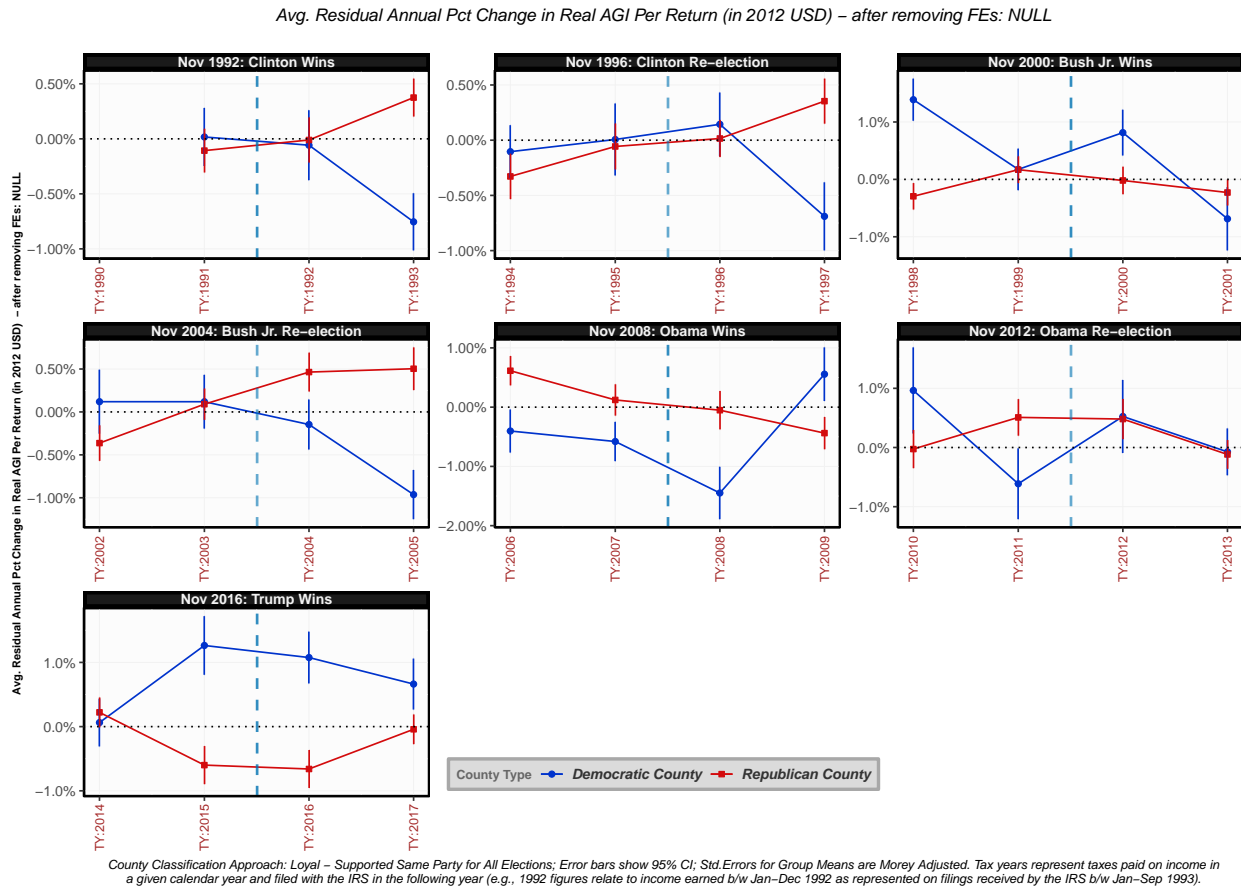 Avg. Residual Annual Pct Change in Real AGI Per Return (in 2012 USD) – after removing FEs: NULL
Avg. Residual Annual Pct Change in Real AGI Per Return (in 2012 USD) – after removing FEs: NULL
Nov 1992: Clinton Wins
0.50%
0.00%
−0.50%
−1.00%
TY:1990
TY:1991
TY:1992
TY:1993
Nov 1996: Clinton Re−election
0.50%
0.00%
−0.50%
−1.00%
TY:1994
TY:1995
TY:1996
TY:1997
Nov 2000: Bush Jr. Wins
1.0%
0.0%
−1.0%
TY:1998
TY:1999
TY:2000
TY:2001
Nov 2004: Bush Jr. Re−election
0.50%
0.00%
−0.50%
−1.00%
TY:2002
TY:2003
TY:2004
TY:2005
Nov 2008: Obama Wins
1.00%
0.00%
−1.00%
−2.00%
TY:2006
TY:2007
TY:2008
TY:2009
Nov 2012: Obama Re−election
1.0%
0.0%
−1.0%
TY:2010
TY:2011
TY:2012
TY:2013
Nov 2016: Trump Wins
1.0%
0.0%
−1.0%
TY:2014
TY:2015
TY:2016
TY:2017
County Type Democratic County Republican County
County Classification Approach: Loyal − Supported Same Party for All Elections; Error bars show 95% CI; Std.Errors for Group Means are Morey Adjusted. Tax years represent taxes paid on income in
a given calendar year and filed with the IRS in the following year (e.g., 1992 figures relate to income earned b/w Jan−Dec 1992 as represented on filings received by the IRS b/w Jan−Sep 1993).